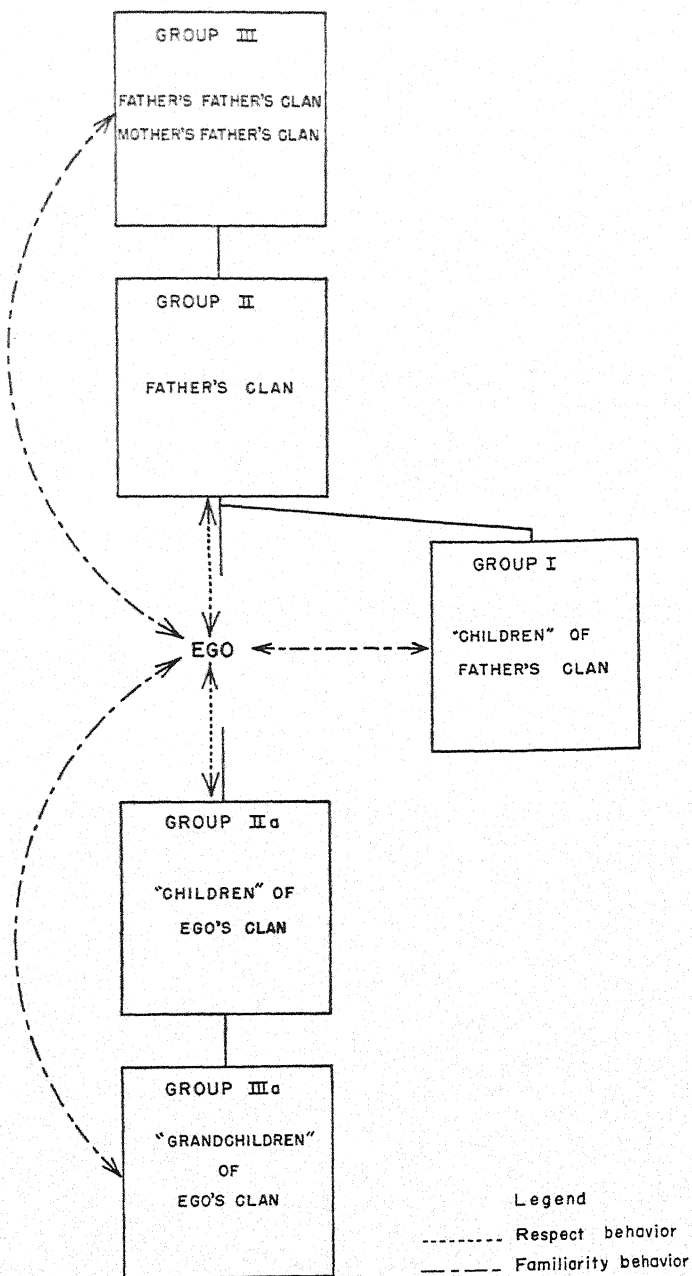 GROUP III
FATHER'S FATHER'S CLAN
MOTHER'S FATHER'S CLAN
GROUP II
FATHER'S CLAN
GROUP I
"CHILDREN" OF
FATHER'S CLAN
EGO
GROUP IIa
"CHILDREN" OF
EGO'S CLAN
GROUP IIIa
"GRANDCHILDREN"
OF
EGO'S CLAN
Legend
Respect behavior
Familiarity behavior